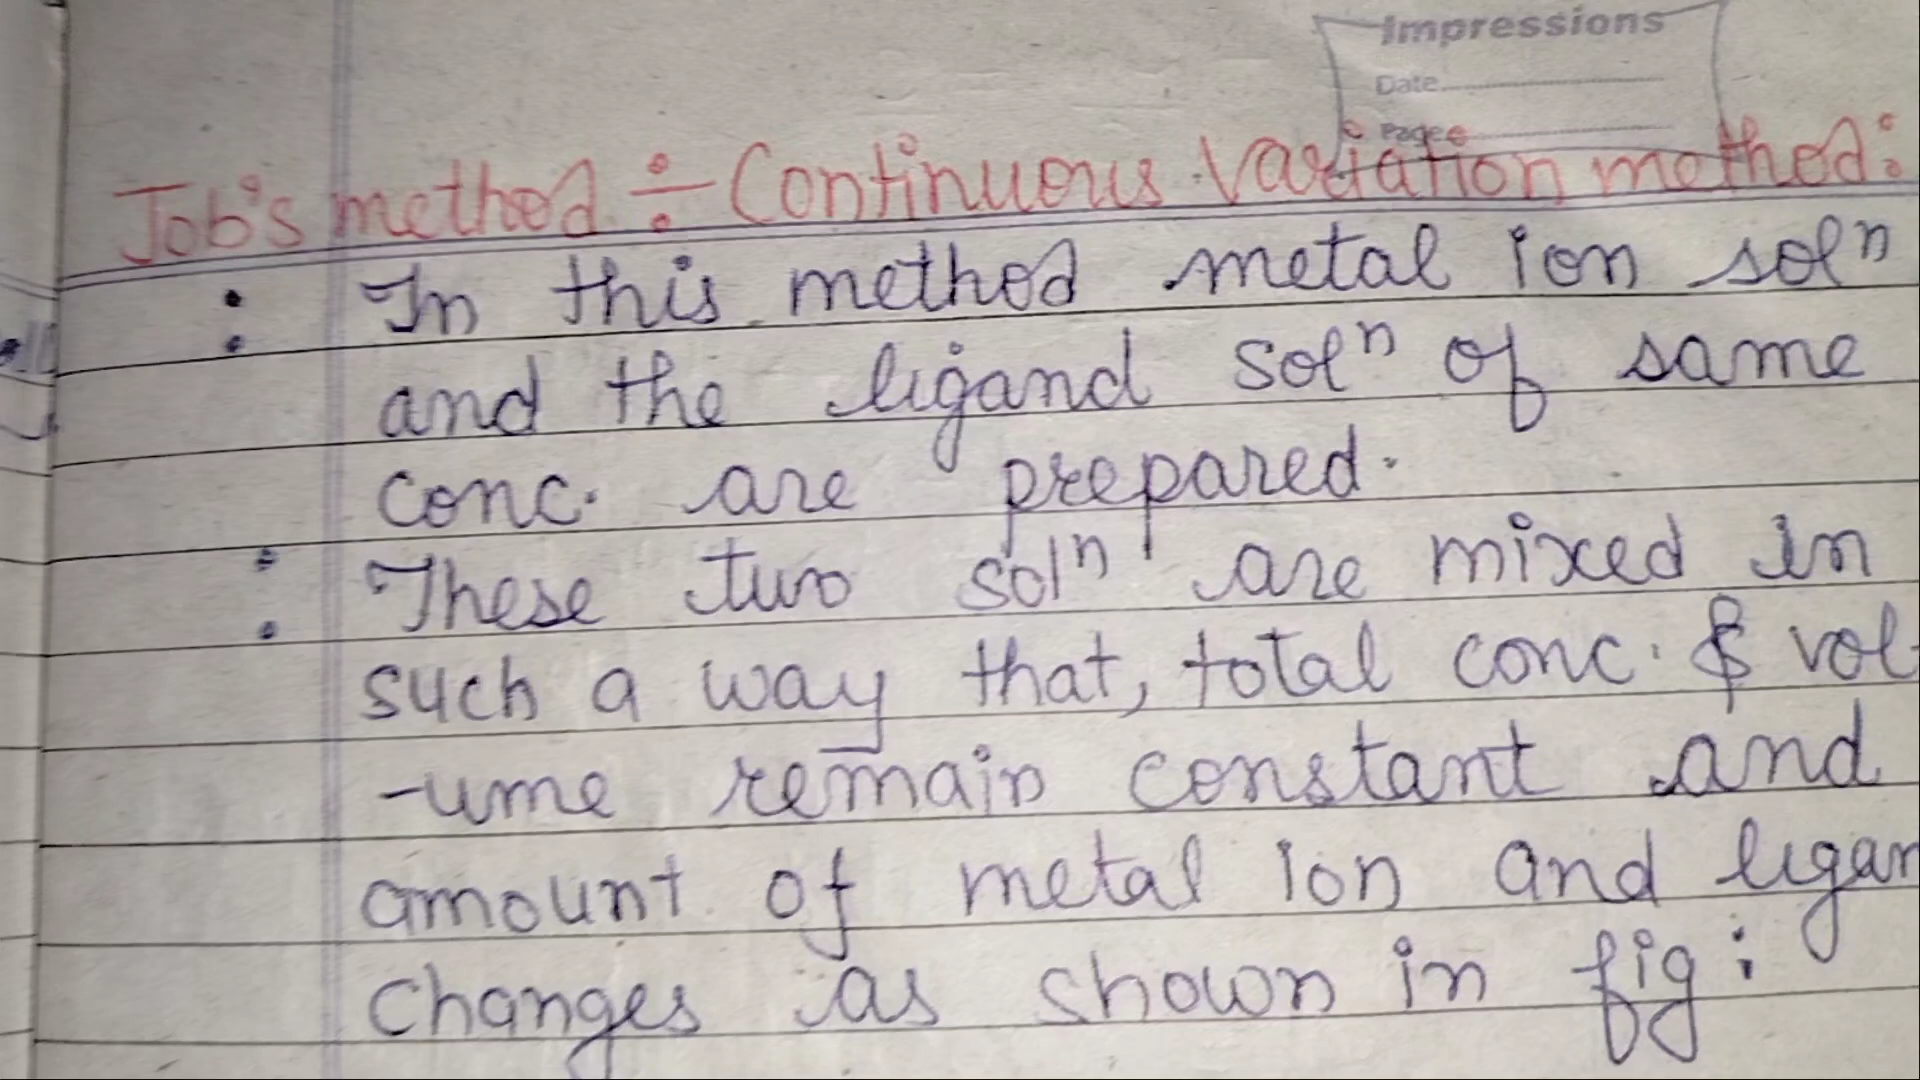 Impressions
Date
Page
Job's method ÷ Continuous Variation method:
: In this method metal ion solⁿ
and the ligand solⁿ of same
conc. are prepared.
: These two solⁿ are mixed in
such a way that, total conc. & vol-
-ume remain constant and
amount of metal ion and ligan
changes as shown in fig: